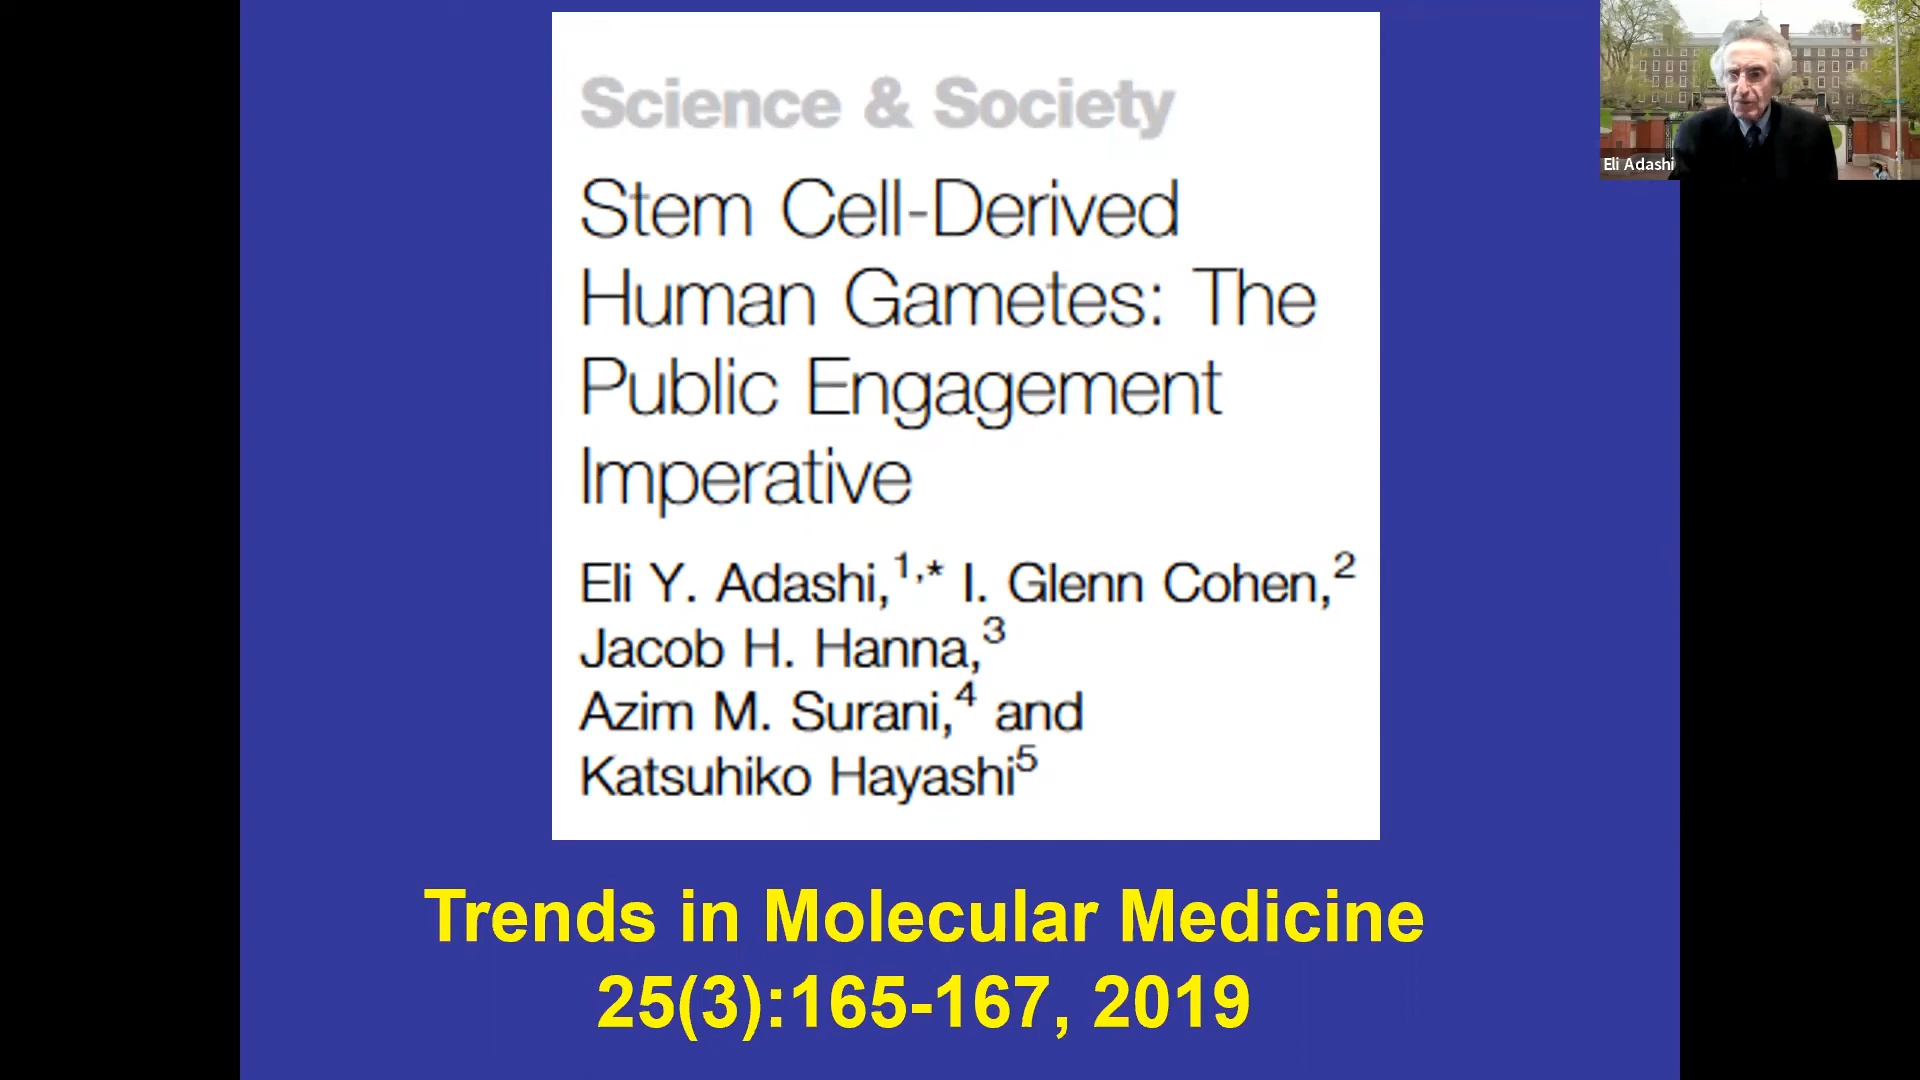 Science & Society
Stem Cell-Derived
Human Gametes: The
Public Engagement
Imperative
Eli Y. Adashi,1,* I. Glenn Cohen,2
Jacob H. Hanna,3
Azim M. Surani,4 and
Katsuhiko Hayashi5
Trends in Molecular Medicine
25(3):165-167, 2019
Eli Adashi